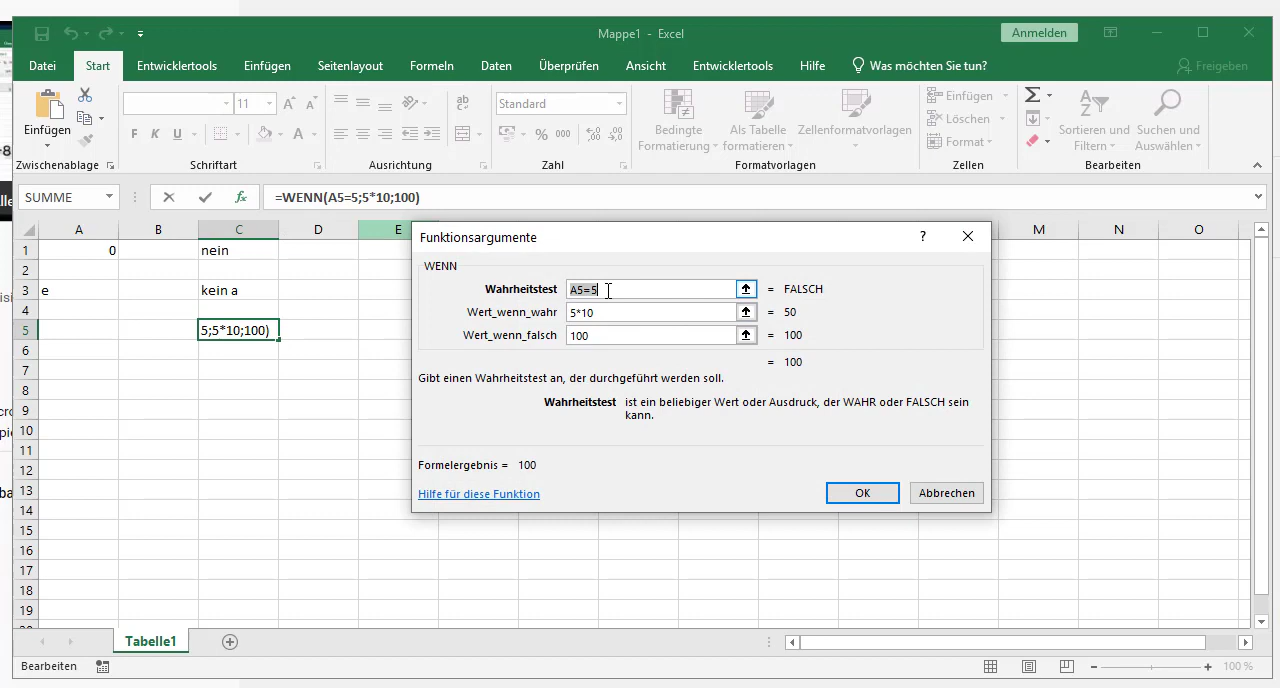 Mappe1 - Excel
Anmelden
Datei Start Entwicklertools Einfügen Seitenlayout Formeln Daten Überprüfen Ansicht Entwicklertools Hilfe Was möchten Sie tun? Freigeben
Einfügen
11
F K U
ab
Standard
% 000
Bedingte Formatierung
Als Tabelle formatieren
Zellenformatvorlagen
Einfügen
Löschen
Format
Sortieren und Filtern
Suchen und Auswählen
Zwischenablage Schriftart Ausrichtung Zahl Formatvorlagen Zellen Bearbeiten
SUMME fx =WENN(A5=5;5*10;100)
A B C D E M N O
1 0 nein
2
3 e kein a
4
5 5;5*10;100)
6
7
8
9
10
11
12
13
14
15
16
17
18
19
Funktionsargumente ?
WENN
Wahrheitstest A5=5 = FALSCH
Wert_wenn_wahr 5*10 = 50
Wert_wenn_falsch 100 = 100
= 100
Gibt einen Wahrheitstest an, der durchgeführt werden soll.
Wahrheitstest ist ein beliebiger Wert oder Ausdruck, der WAHR oder FALSCH sein
kann.
Formelergebnis = 100
Hilfe für diese Funktion OK Abbrechen
Tabelle1
Bearbeiten 100 %